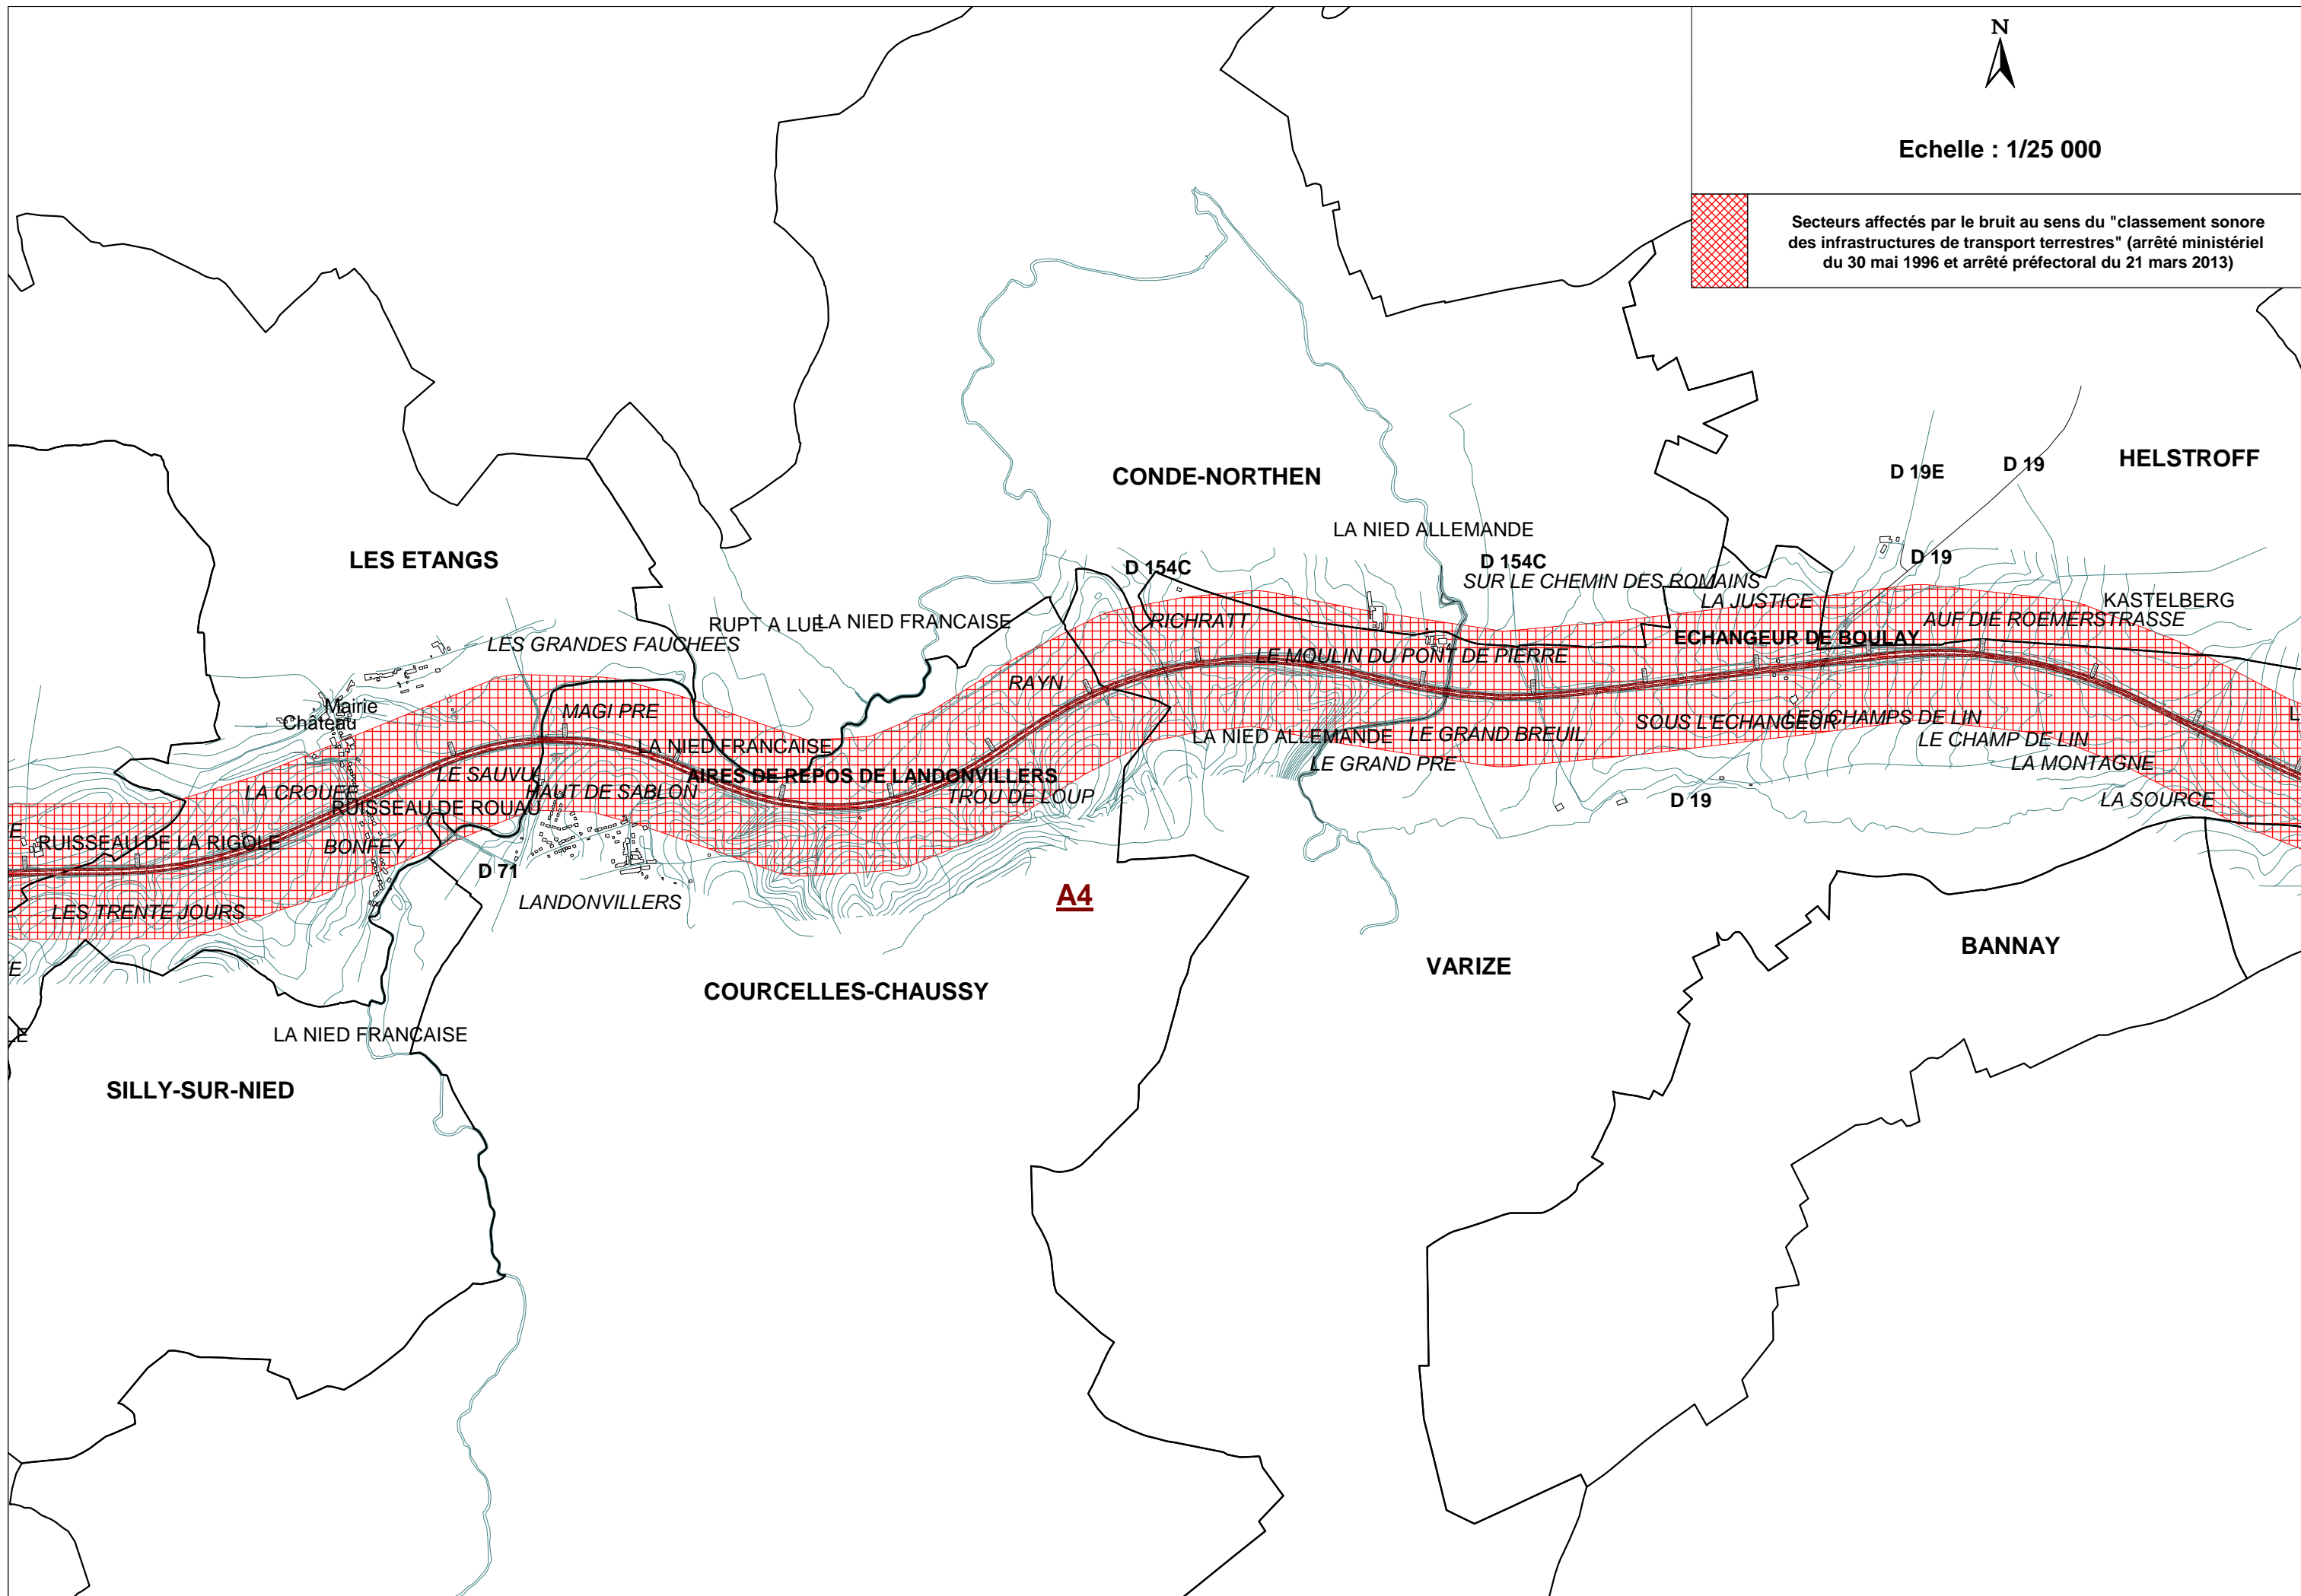 N
Echelle : 1/25 000
Secteurs affectés par le bruit au sens du "classement sonore
des infrastructures de transport terrestres" (arrêté ministériel
du 30 mai 1996 et arrêté préfectoral du 21 mars 2013)
HELSTROFF
D 19
D 19E
CONDE-NORTHEN
LA NIED ALLEMANDE
LES ETANGS
D 154C
D 154C
D 19
SUR LE CHEMIN DES ROMAINS
LA JUSTICE
KASTELBERG
AUF DIE ROEMERSTRASSE
RUPT A LUE
LA NIED FRANCAISE
RICHRATT
ECHANGEUR DE BOULAY
LES GRANDES FAUCHEES
LE MOULIN DU PONT DE PIERRE
RAYN
Mairie
Château
MAGI PRE
SOUS L'ECHANGEUR
LES CHAMPS DE LIN
LA NIED ALLEMANDE
LE GRAND BREUIL
LE CHAMP DE LIN
LA NIED FRANCAISE
LE GRAND PRE
LA MONTAGNE
LE SAUVU
AIRES DE REPOS DE LANDONVILLERS
LA CROUEE
HAUT DE SABLON
TROU DE LOUP
D 19
LA SOURCE
RUISSEAU DE ROUAU
RUISSEAU DE LA RIGOLE
BONFEY
D 71
LANDONVILLERS
A4
LES TRENTE JOURS
BANNAY
VARIZE
COURCELLES-CHAUSSY
LA NIED FRANCAISE
SILLY-SUR-NIED